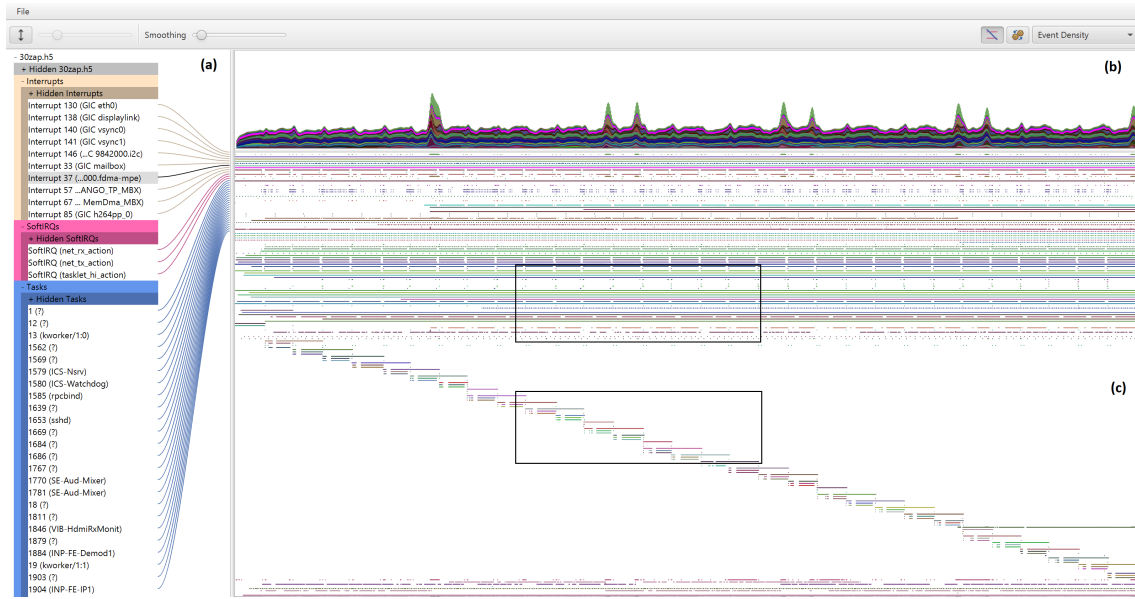 File
Smoothing
Event Density
- 30zap.h5
(a)
(b)
+ Hidden 30zap.h5
- Interrupts
+ Hidden Interrupts
Interrupt 130 (GIC eth0)
Interrupt 138 (GIC displaylink)
Interrupt 140 (GIC vsync0)
Interrupt 141 (GIC vsync1)
Interrupt 146 (...C 9842000.i2c)
Interrupt 33 (GIC mailbox)
Interrupt 37 (...000.fdma-mpe)
Interrupt 57 ...ANGO_TP_MBX)
Interrupt 67 ... MemDma_MBX)
Interrupt 85 (GIC h264pp_0)
- SoftIRQs
+ Hidden SoftIRQs
SoftIRQ (net_rx_action)
SoftIRQ (net_tx_action)
SoftIRQ (tasklet_hi_action)
- Tasks
+ Hidden Tasks
1 (?)
12 (?)
13 (kworker/1:0)
1562 (?)
1569 (?)
1579 (ICS-Nsrv)
1580 (ICS-Watchdog)
1585 (rpcbind)
(c)
1639 (?)
1653 (sshd)
1669 (?)
1684 (?)
1686 (?)
1767 (?)
1770 (SE-Aud-Mixer)
1781 (SE-Aud-Mixer)
18 (?)
1811 (?)
1846 (VIB-HdmiRxMonit)
1879 (?)
1884 (INP-FE-Demod1)
19 (kworker/1:1)
1903 (?)
1904 (INP-FE-IP1)